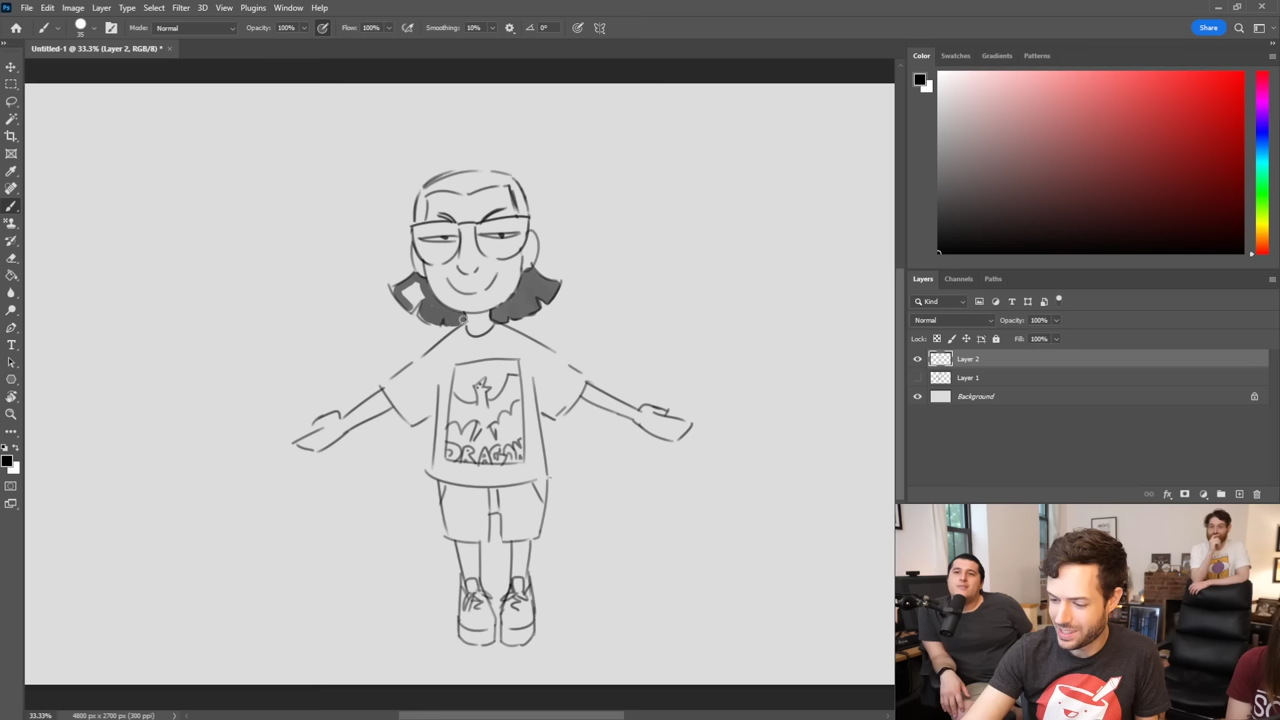 File Edit Image Layer Type Select Filter 3D View Plugins Window Help
35 Mode: Normal Opacity: 100% Flow: 100% Smoothing: 10% 0° Share
Untitled-1 @ 33.3% (Layer 2, RGB/8) *
Color Swatches Gradients Patterns
Layers Channels Paths
Kind
Normal Opacity: 100%
Lock: Fill: 100%
Layer 2
Layer 1
Background
DRAGON
33.33% 4800 px x 2700 px (300 ppi)